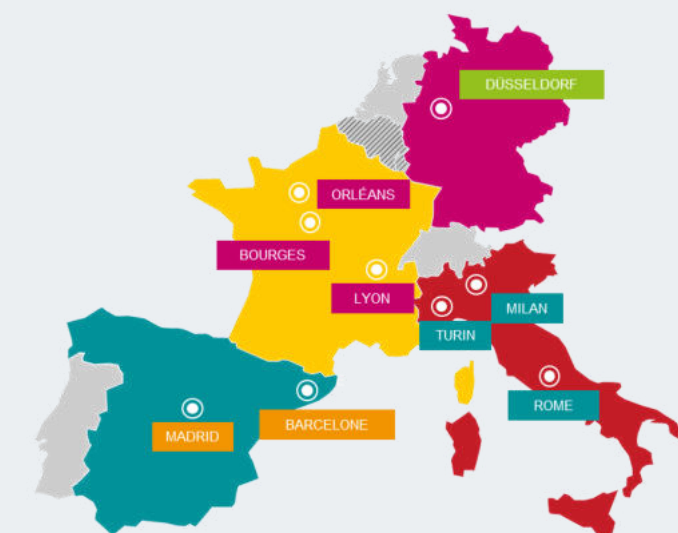 DÜSSELDORF
ORLÉANS
BOURGES
LYON
MILAN
TURIN
ROME
BARCELONE
MADRID